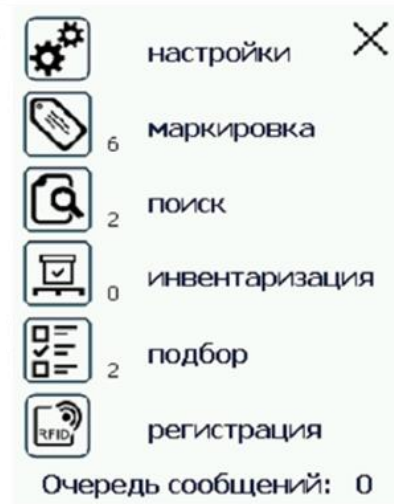 настройки
6 маркировка
2 поиск
0 инвентаризация
2 подбор
RFID регистрация
Очередь сообщений: 0